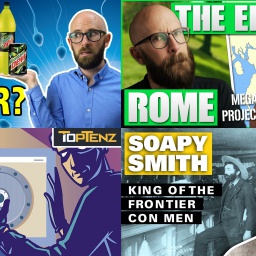 R?
THE E
ROME
MEGA
PROJEC
TOPTENZ
SOAPY
SMITH
KING OF THE
FRONTIER
CON MEN